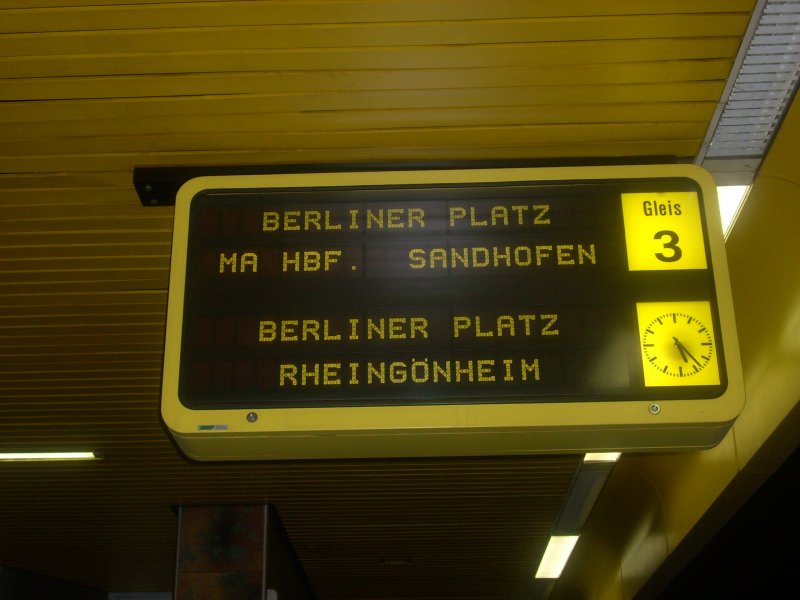 BERLINER PLATZ
MA HBF. SANDHOFEN
BERLINER PLATZ
RHEINGÖNHEIM
Gleis
3